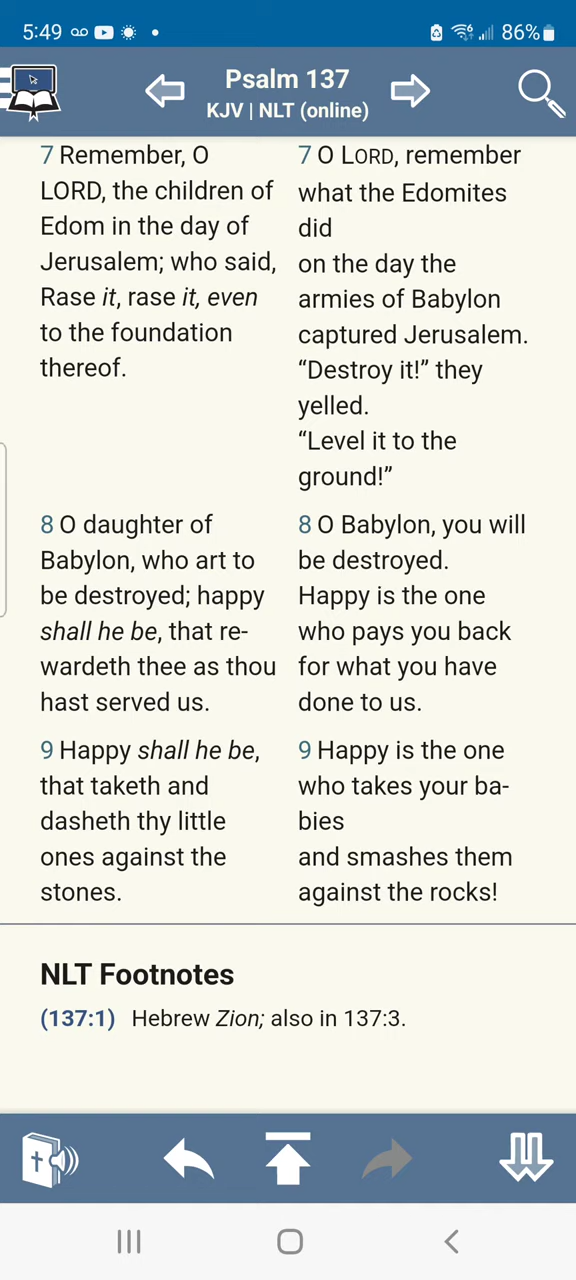 5:49
86%
Psalm 137
KJV | NLT (online)
7 Remember, O
LORD, the children of
Edom in the day of
Jerusalem; who said,
Rase it, rase it, even
to the foundation
thereof.
7 O LORD, remember
what the Edomites
did
on the day the
armies of Babylon
captured Jerusalem.
“Destroy it!” they
yelled.
“Level it to the
ground!”
8 O daughter of
Babylon, who art to
be destroyed; happy
shall he be, that re-
wardeth thee as thou
hast served us.
8 O Babylon, you will
be destroyed.
Happy is the one
who pays you back
for what you have
done to us.
9 Happy shall he be,
that taketh and
dasheth thy little
ones against the
stones.
9 Happy is the one
who takes your ba-
bies
and smashes them
against the rocks!
NLT Footnotes
(137:1) Hebrew Zion; also in 137:3.